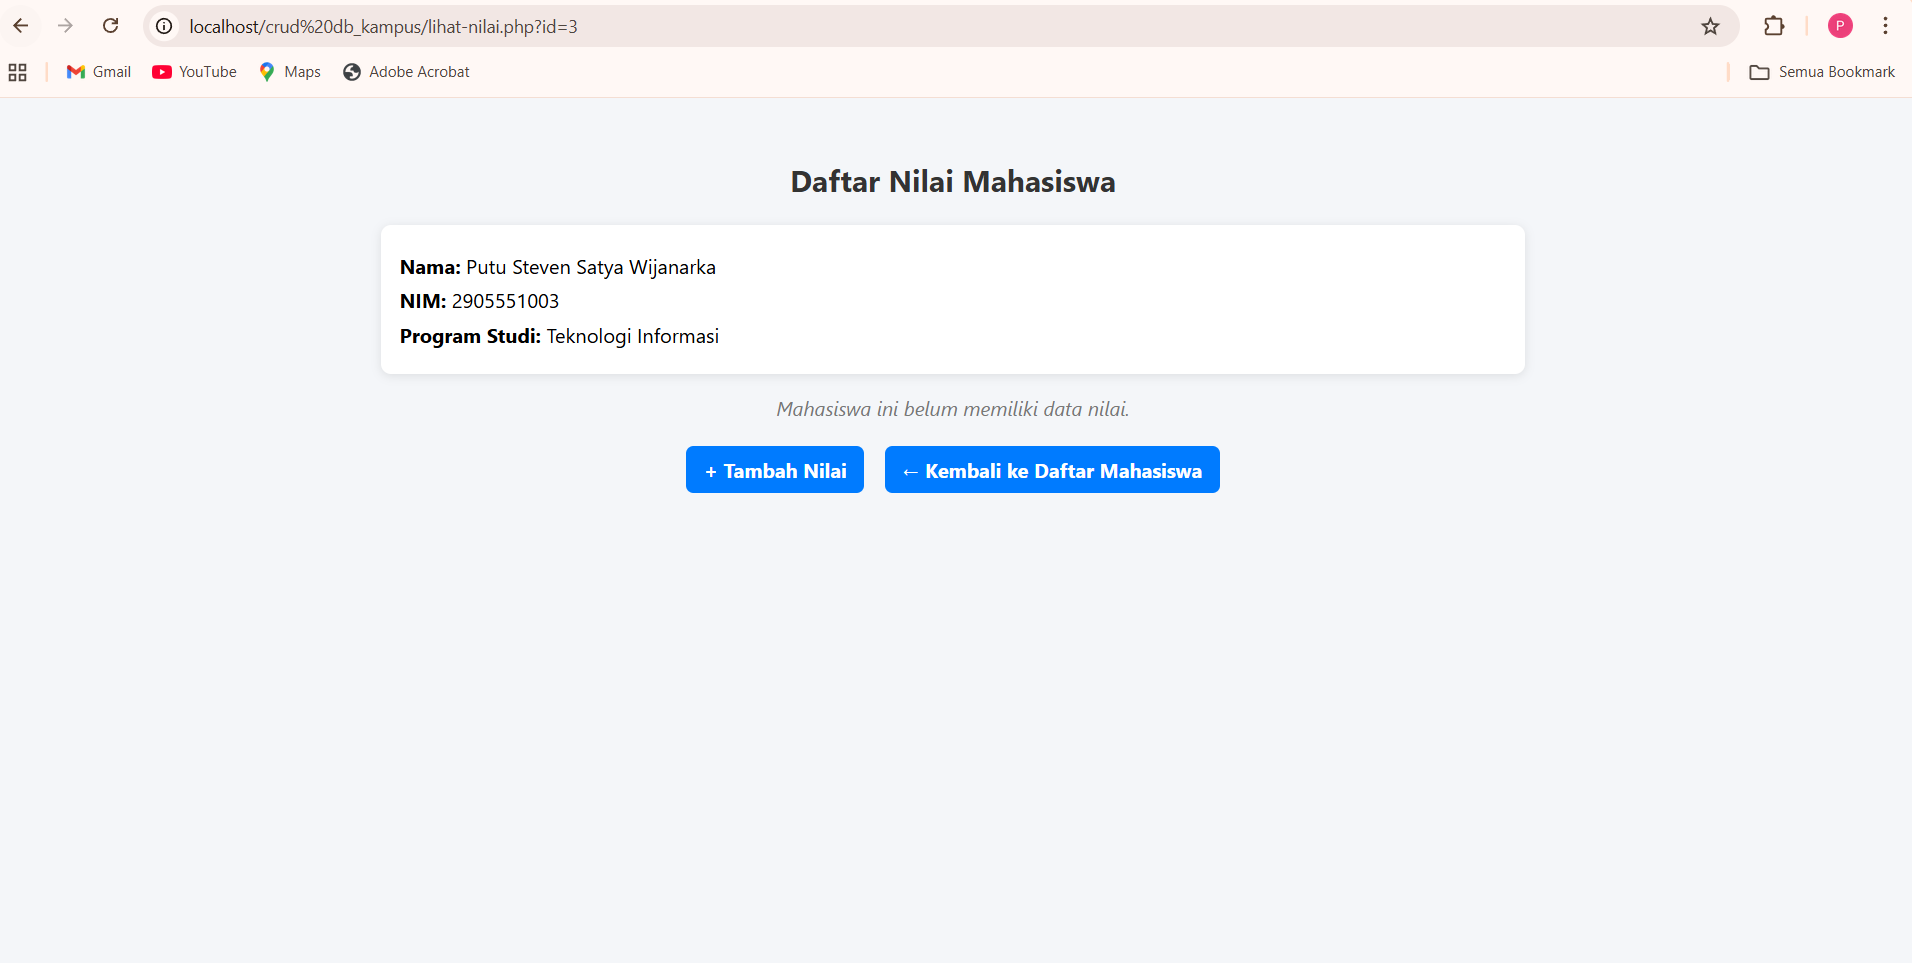 localhost/crud%20db_kampus/lihat-nilai.php?id=3
P
Gmail YouTube Maps Adobe Acrobat Semua Bookmark
Daftar Nilai Mahasiswa
Nama: Putu Steven Satya Wijanarka
NIM: 2905551003
Program Studi: Teknologi Informasi
Mahasiswa ini belum memiliki data nilai.
+ Tambah Nilai ← Kembali ke Daftar Mahasiswa